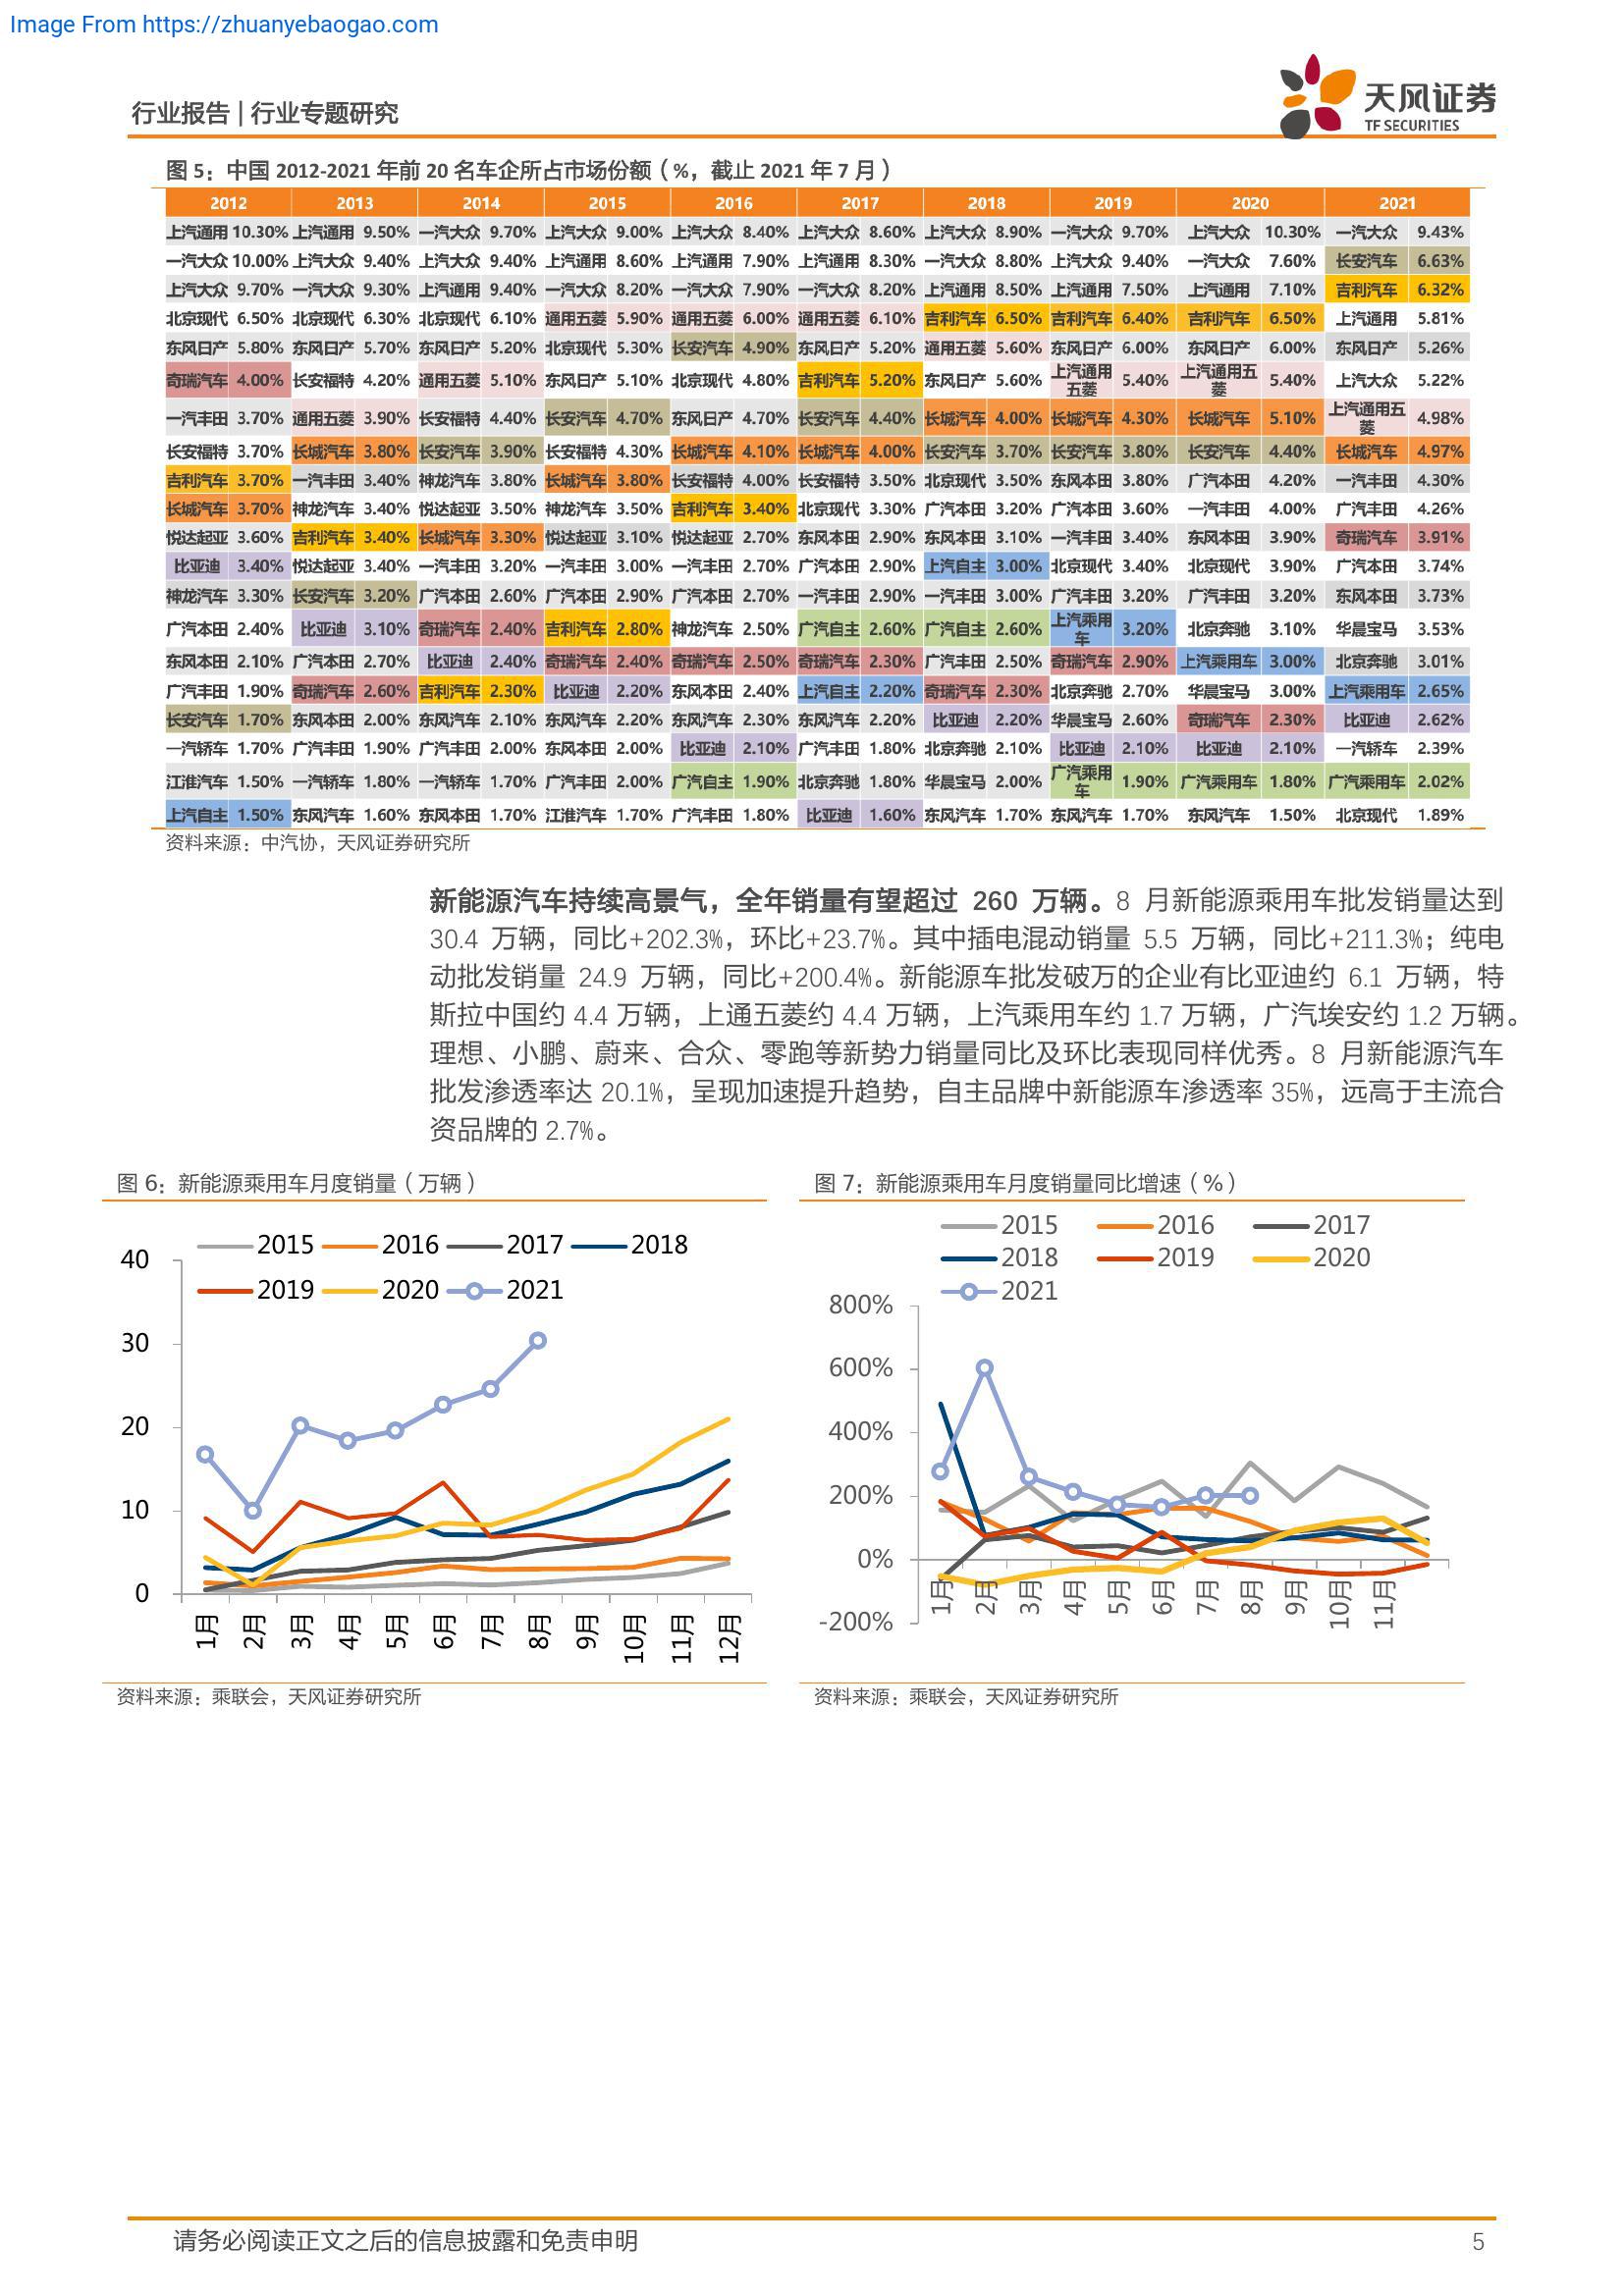 Image From https://zhuanyebaogao.com
行业报告 | 行业专题研究
天风证券
TF SECURITIES
图 5：中国 2012-2021 年前 20 名车企所占市场份额（%，截止 2021 年 7 月）
2012 2013 2014 2015 2016 2017 2018 2019 2020 2021
上汽通用 10.30% 上汽通用 9.50% 一汽大众 9.70% 上汽大众 9.00% 上汽大众 8.40% 上汽大众 8.60% 上汽大众 8.90% 一汽大众 9.70% 上汽大众 10.30% 一汽大众 9.43%
一汽大众 10.00% 上汽大众 9.40% 上汽大众 9.40% 上汽通用 8.60% 上汽通用 7.90% 上汽通用 8.30% 一汽大众 8.80% 上汽大众 9.40% 一汽大众 7.60% 长安汽车 6.63%
上汽大众 9.70% 一汽大众 9.30% 上汽通用 9.40% 一汽大众 8.20% 一汽大众 7.90% 一汽大众 8.20% 上汽通用 8.50% 上汽通用 7.50% 上汽通用 7.10% 吉利汽车 6.32%
北京现代 6.50% 北京现代 6.30% 北京现代 6.10% 通用五菱 5.90% 通用五菱 6.00% 通用五菱 6.10% 吉利汽车 6.50% 吉利汽车 6.40% 吉利汽车 6.50% 上汽通用 5.81%
东风日产 5.80% 东风日产 5.70% 东风日产 5.20% 北京现代 5.30% 长安汽车 4.90% 东风日产 5.20% 通用五菱 5.60% 东风日产 6.00% 东风日产 6.00% 东风日产 5.26%
奇瑞汽车 4.00% 长安福特 4.20% 通用五菱 5.10% 东风日产 5.10% 北京现代 4.80% 吉利汽车 5.20% 东风日产 5.60% 上汽通用五菱 5.40% 上汽通用五菱 5.40% 上汽大众 5.22%
一汽丰田 3.70% 通用五菱 3.90% 长安福特 4.40% 长安汽车 4.70% 东风日产 4.70% 长安汽车 4.40% 长城汽车 4.00% 长城汽车 4.30% 长城汽车 5.10% 上汽通用五菱 4.98%
长安福特 3.70% 长城汽车 3.80% 长安汽车 3.90% 长安福特 4.30% 长城汽车 4.10% 长城汽车 4.00% 长安汽车 3.70% 长安汽车 3.80% 长安汽车 4.40% 长城汽车 4.97%
吉利汽车 3.70% 一汽丰田 3.40% 神龙汽车 3.80% 长城汽车 3.80% 长安福特 4.00% 长安福特 3.50% 北京现代 3.50% 东风本田 3.80% 广汽本田 4.20% 一汽丰田 4.30%
长城汽车 3.70% 神龙汽车 3.40% 悦达起亚 3.50% 神龙汽车 3.50% 吉利汽车 3.40% 北京现代 3.30% 广汽本田 3.20% 广汽本田 3.60% 一汽丰田 4.00% 广汽丰田 4.26%
悦达起亚 3.60% 吉利汽车 3.40% 长城汽车 3.30% 悦达起亚 3.10% 悦达起亚 2.70% 东风本田 2.90% 东风本田 3.10% 一汽丰田 3.40% 东风本田 3.90% 奇瑞汽车 3.91%
比亚迪 3.40% 悦达起亚 3.40% 一汽丰田 3.20% 一汽丰田 3.00% 一汽丰田 2.70% 广汽本田 2.90% 上汽自主 3.00% 北京现代 3.40% 北京现代 3.90% 广汽本田 3.74%
神龙汽车 3.30% 长安汽车 3.20% 广汽本田 2.60% 广汽本田 2.90% 广汽本田 2.70% 一汽丰田 2.90% 一汽丰田 3.00% 广汽丰田 3.20% 广汽丰田 3.20% 东风本田 3.73%
广汽本田 2.40% 比亚迪 3.10% 奇瑞汽车 2.40% 吉利汽车 2.80% 神龙汽车 2.50% 广汽自主 2.60% 广汽自主 2.60% 上汽乘用车 3.20% 北京奔驰 3.10% 华晨宝马 3.53%
东风本田 2.10% 广汽本田 2.70% 比亚迪 2.40% 奇瑞汽车 2.40% 奇瑞汽车 2.50% 奇瑞汽车 2.30% 广汽丰田 2.50% 奇瑞汽车 2.90% 上汽乘用车 3.00% 北京奔驰 3.01%
广汽丰田 1.90% 奇瑞汽车 2.60% 吉利汽车 2.30% 比亚迪 2.20% 东风本田 2.40% 上汽自主 2.20% 奇瑞汽车 2.30% 北京奔驰 2.70% 华晨宝马 3.00% 上汽乘用车 2.65%
长安汽车 1.70% 东风本田 2.00% 东风汽车 2.10% 东风汽车 2.20% 东风汽车 2.30% 东风汽车 2.20% 比亚迪 2.20% 华晨宝马 2.60% 奇瑞汽车 2.30% 比亚迪 2.62%
一汽轿车 1.70% 广汽丰田 1.90% 广汽丰田 2.00% 东风本田 2.00% 比亚迪 2.10% 广汽丰田 1.80% 北京奔驰 2.10% 比亚迪 2.10% 比亚迪 2.10% 一汽轿车 2.39%
江淮汽车 1.50% 一汽轿车 1.80% 一汽轿车 1.70% 广汽丰田 2.00% 广汽自主 1.90% 北京奔驰 1.80% 华晨宝马 2.00% 广汽乘用车 1.90% 广汽乘用车 1.80% 广汽乘用车 2.02%
上汽自主 1.50% 东风汽车 1.60% 东风本田 1.70% 江淮汽车 1.70% 广汽丰田 1.80% 比亚迪 1.60% 东风汽车 1.70% 东风汽车 1.70% 东风汽车 1.50% 北京现代 1.89%
资料来源：中汽协，天风证券研究所
新能源汽车持续高景气，全年销量有望超过 260 万辆。8 月新能源乘用车批发销量达到
30.4 万辆，同比+202.3%，环比+23.7%。其中插电混动销量 5.5 万辆，同比+211.3%；纯电
动批发销量 24.9 万辆，同比+200.4%。新能源车批发破万的企业有比亚迪约 6.1 万辆，特
斯拉中国约 4.4 万辆，上通五菱约 4.4 万辆，上汽乘用车约 1.7 万辆，广汽埃安约 1.2 万辆。
理想、小鹏、蔚来、合众、零跑等新势力销量同比及环比表现同样优秀。8 月新能源汽车
批发渗透率达 20.1%，呈现加速提升趋势，自主品牌中新能源车渗透率 35%，远高于主流合
资品牌的 2.7%。
图 6：新能源乘用车月度销量（万辆）
2015 2016 2017 2018
2019 2020 2021
40
30
20
10
0
1月 2月 3月 4月 5月 6月 7月 8月 9月 10月 11月 12月
资料来源：乘联会，天风证券研究所
图 7：新能源乘用车月度销量同比增速（%）
2015 2016 2017
2018 2019 2020
2021
800%
600%
400%
200%
0%
-200%
1月 2月 3月 4月 5月 6月 7月 8月 9月 10月 11月
资料来源：乘联会，天风证券研究所
请务必阅读正文之后的信息披露和免责申明
5